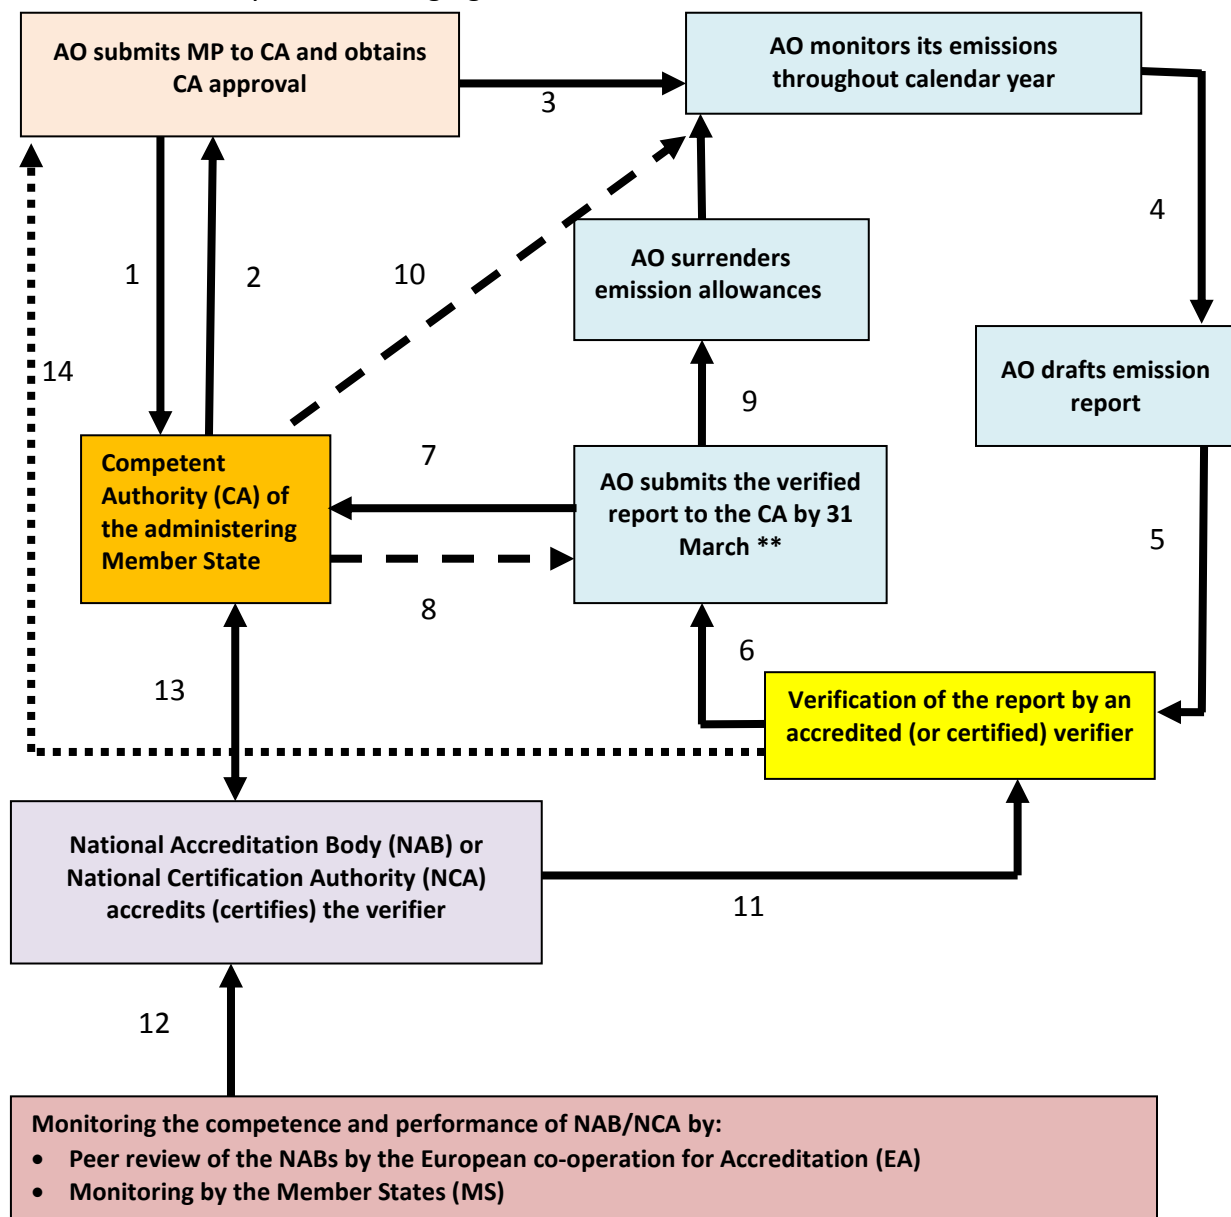 AO submits MP to CA and obtains
CA approval
AO monitors its emissions
throughout calendar year
3
4
1
2
10
AO surrenders
emission allowances
14
AO drafts emission
report
9
7
Competent
Authority (CA) of
the administering
Member State
AO submits the verified
report to the CA by 31
March **
5
8
6
13
Verification of the report by an
accredited (or certified) verifier
National Accreditation Body (NAB) or
National Certification Authority (NCA)
accredits (certifies) the verifier
11
12
Monitoring the competence and performance of NAB/NCA by:
• Peer review of the NABs by the European co-operation for Accreditation (EA)
• Monitoring by the Member States (MS)